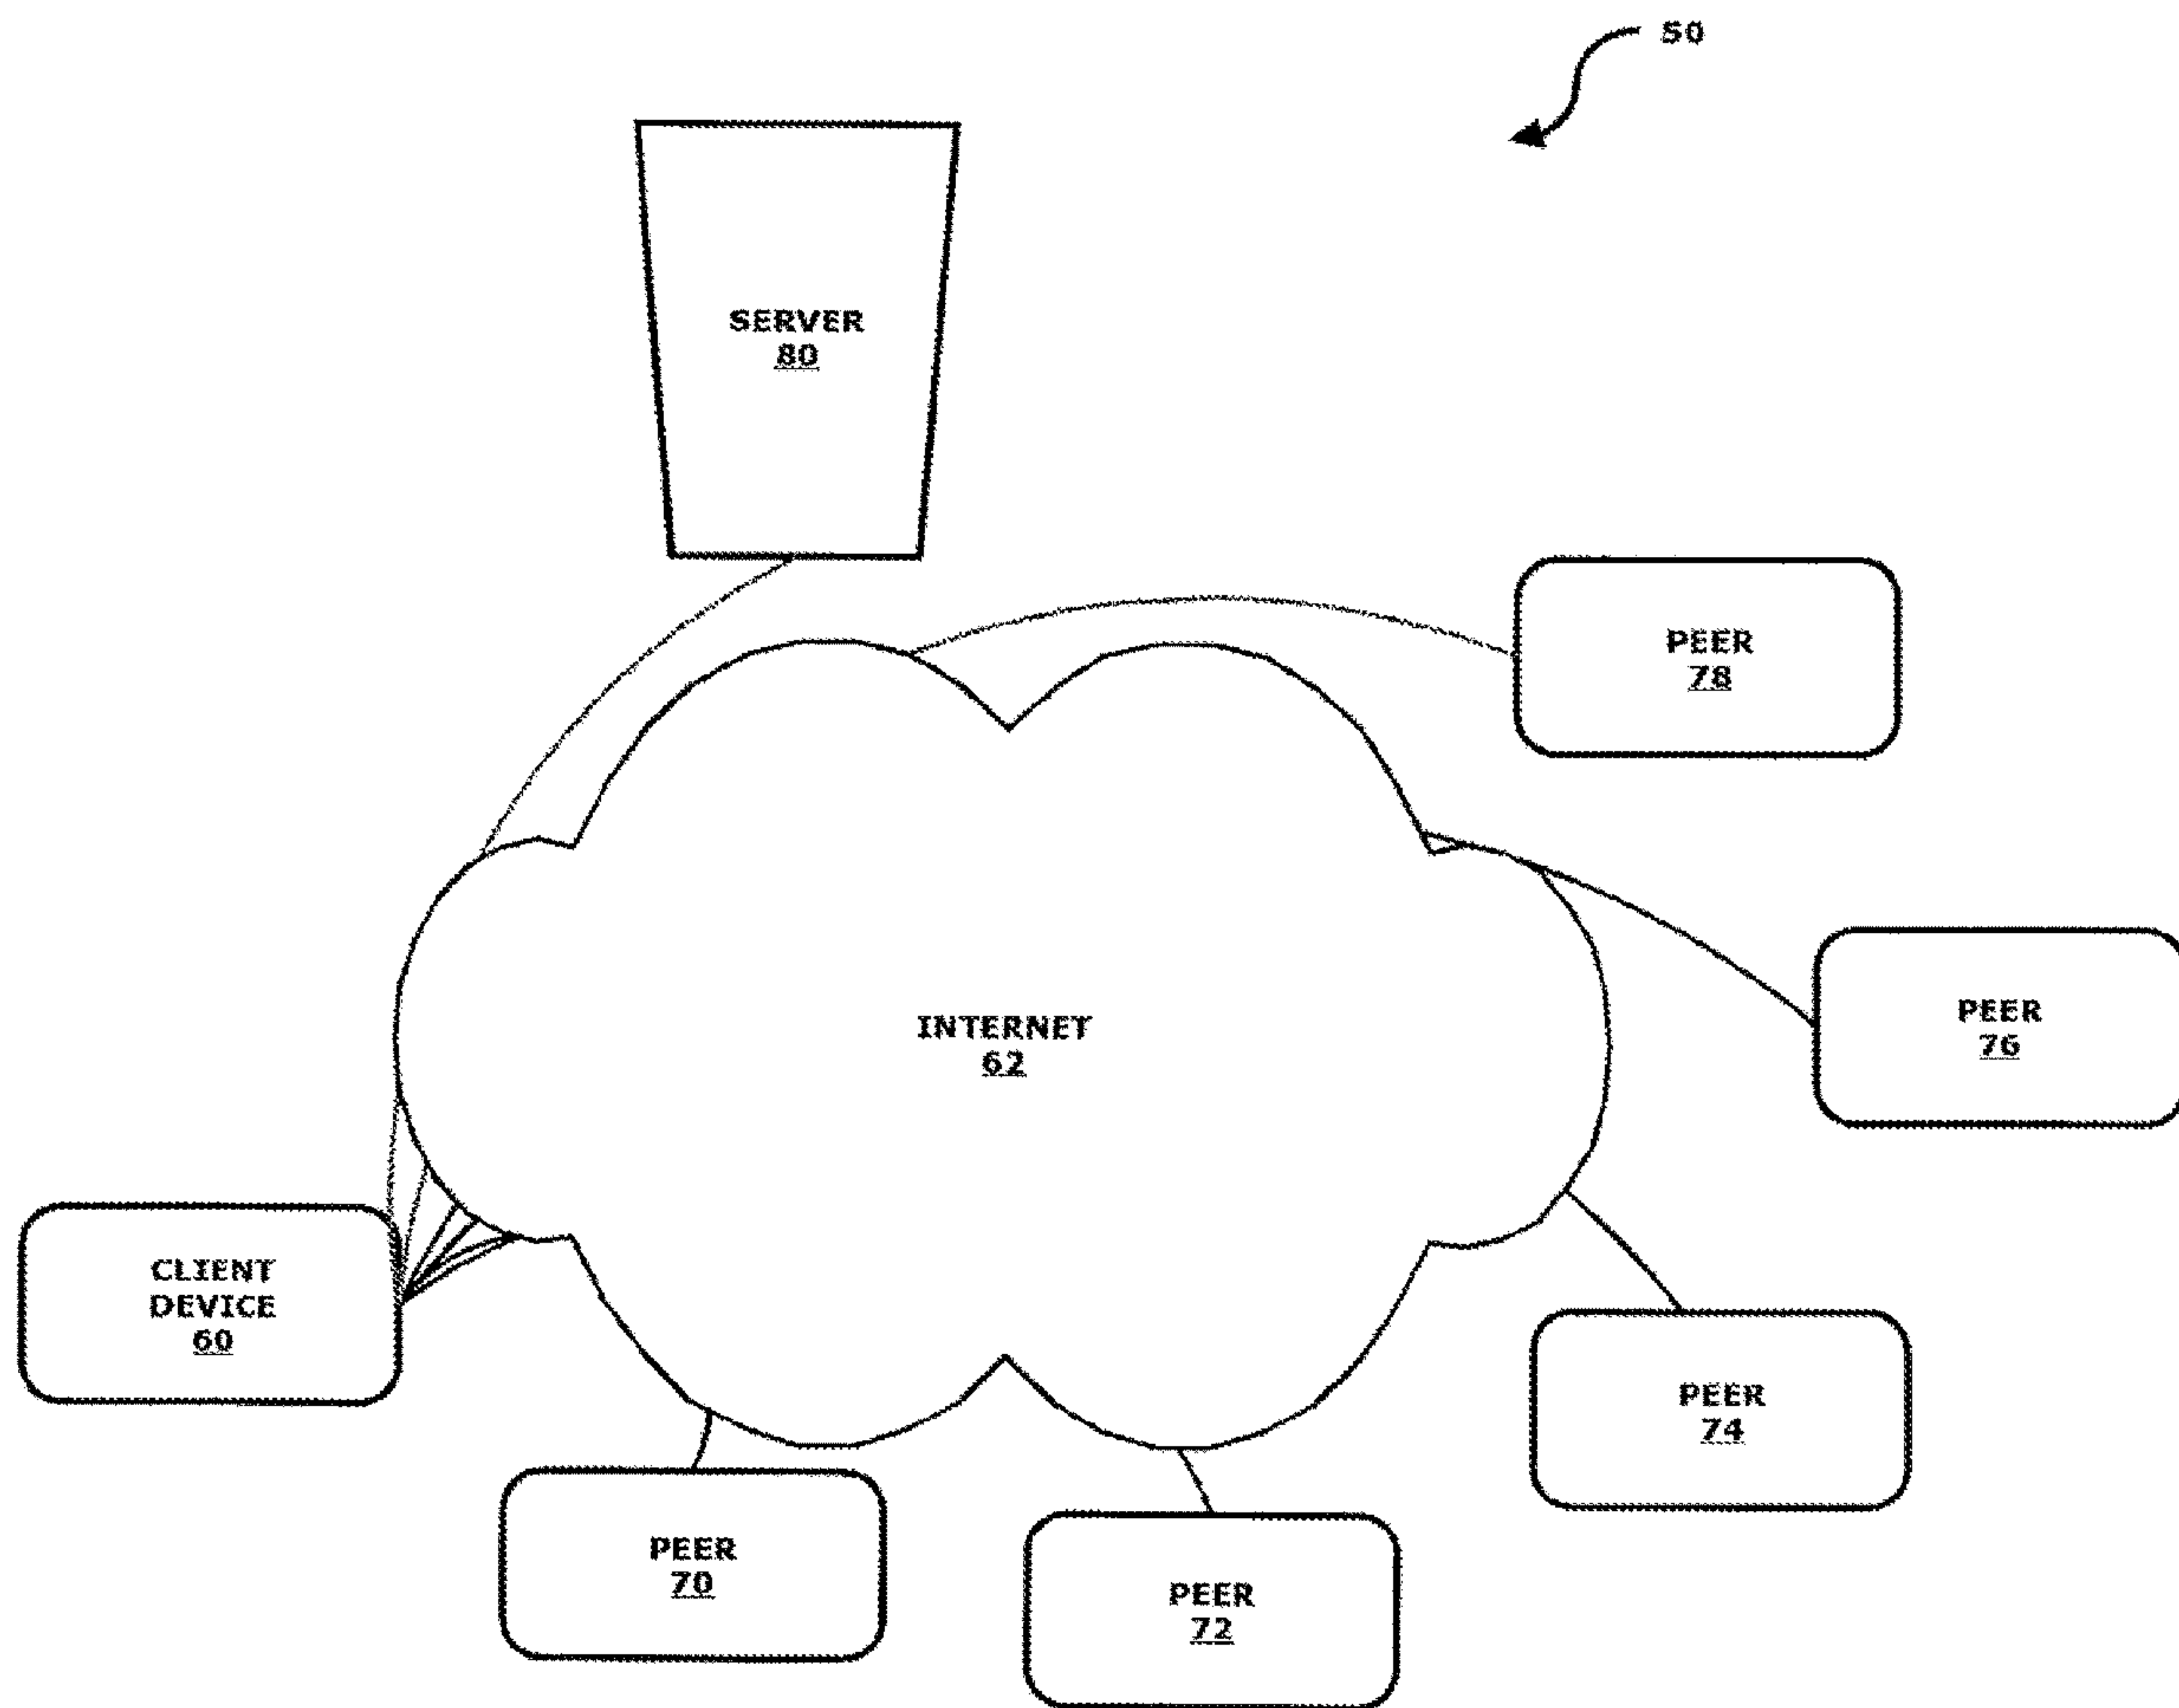 50
SERVER
80
PEER
78
INTERNET
62
PEER
76
CLIENT
DEVICE
60
PEER
74
PEER
70
PEER
72